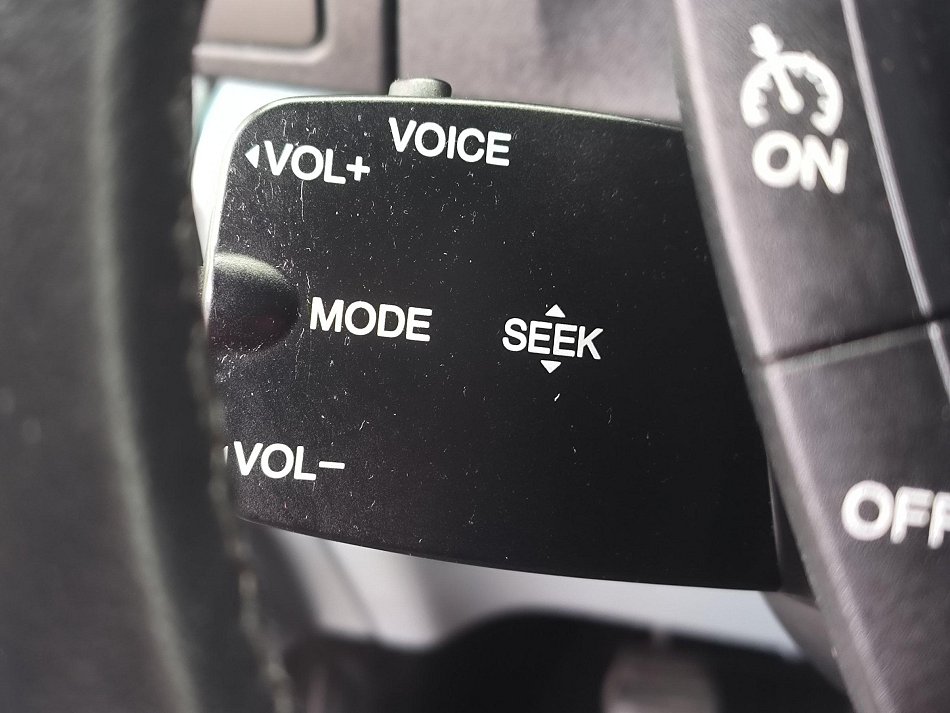 VOICE
VOL+
MODE
SEEK
VOL-
ON
OFF